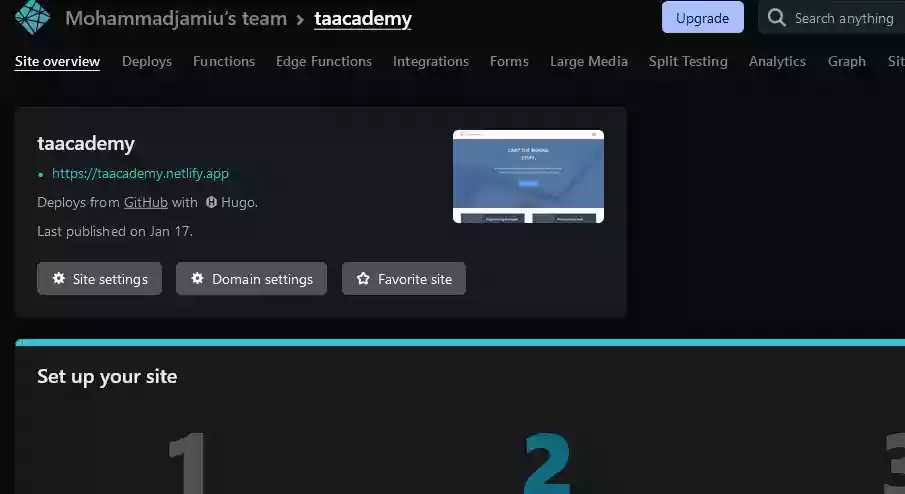 Mohammadjamiu's team > taacademy
Upgrade
Search anything
Site overview Deploys Functions Edge Functions Integrations Forms Large Media Split Testing Analytics Graph Sit
taacademy
https://taacademy.netlify.app
Deploys from GitHub with Hugo.
Last published on Jan 17.
Site settings Domain settings Favorite site
Set up your site
1 2 3